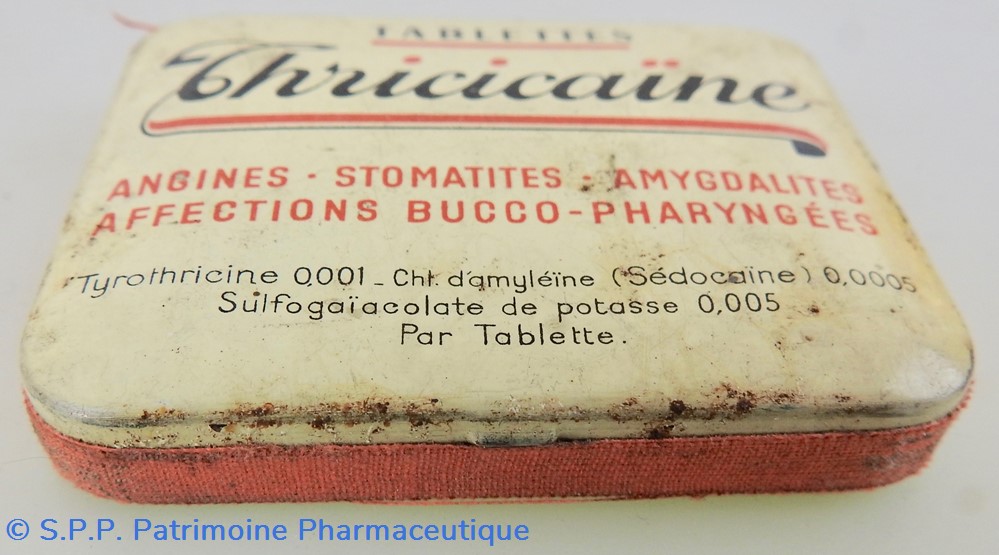 TABLETTES
Thricicaïne
ANGINES · STOMATITES · AMYGDALITES
AFFECTIONS BUCCO-PHARYNGÉES
Tyrothricine 0,001 - Chl. d'amyléïne (Sédocaïne) 0,0005
Sulfogaïacolate de potasse 0,005
Par Tablette.
© S.P.P. Patrimoine Pharmaceutique